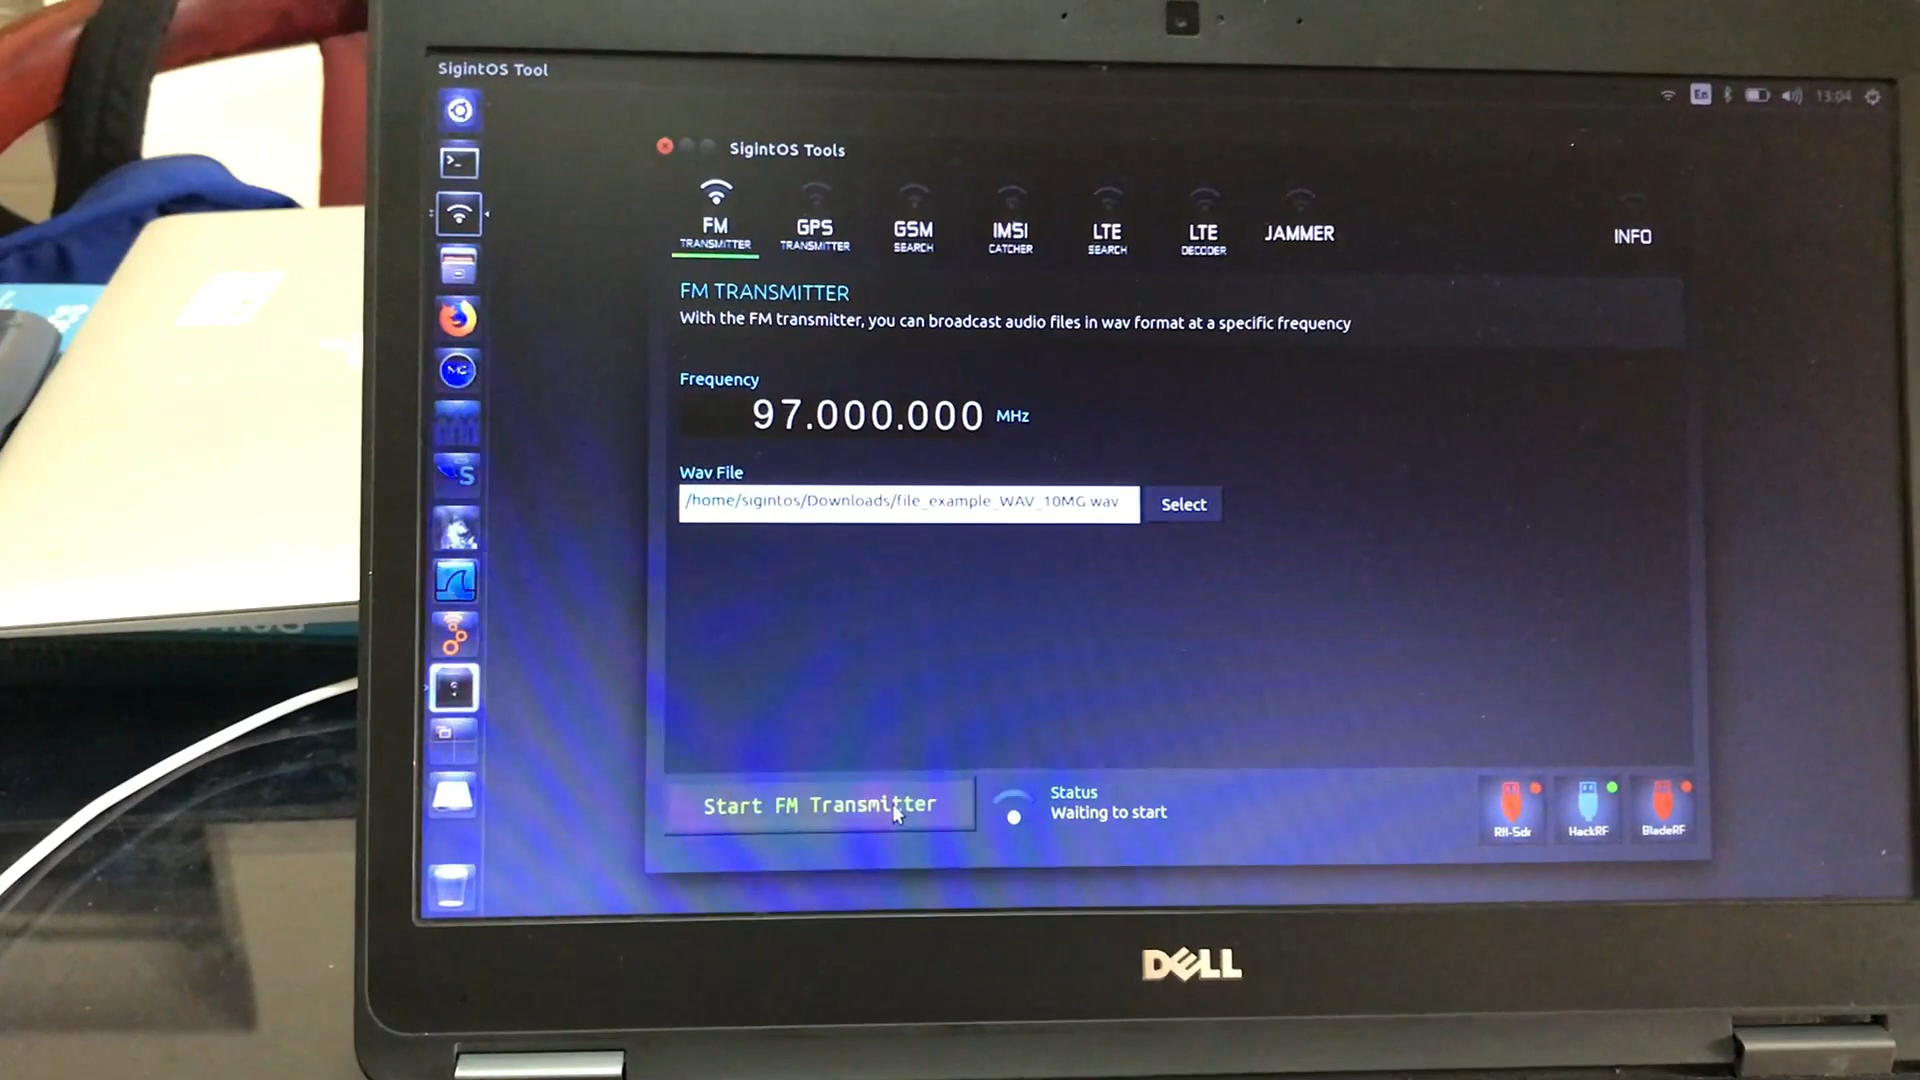 SigintOS Tool
En
13:04
SigintOS Tools
FM
TRANSMITTER
GPS
TRANSMITTER
GSM
SEARCH
IMSI
CATCHER
LTE
SEARCH
LTE
DECODER
JAMMER
INFO
FM TRANSMITTER
With the FM transmitter, you can broadcast audio files in wav format at a specific frequency
Frequency
97.000.000 MHz
Wav File
/home/sigintos/Downloads/file_example_WAV_10MG.wav
Select
Start FM Transmitter
Status
Waiting to start
Rtl-Sdr
HackRF
BladeRF
DELL